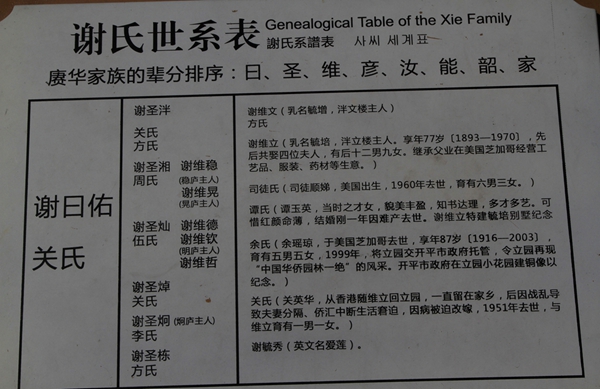 谢氏世系表 Genealogical Table of the Xie Family
謝氏系譜表 사씨 세계표
赓华家族的辈分排序：日、圣、维、彦、汝、能、韶、家
谢曰佑
关氏
谢圣泮
关氏
方氏
谢圣湘 谢维稳
周氏 (稳庐主人)
谢维晃
(晃庐主人)
谢圣灿 谢维德
伍氏 谢维钦
(明庐主人)
谢维哲
谢圣焯
关氏
谢圣炯 (炯庐主人)
李氏
谢圣栋
方氏
谢维文（乳名毓增，泮文楼主人）
方氏
谢维立（乳名毓培，泮立楼主人。享年77岁〔1893—1970〕，先
后共娶四位夫人，有后十二男九女。继承父业在美国芝加哥经营工
艺品、服装、药材等生意。）
司徒氏（司徒顺娣，美国出生，1960年去世，育有六男三女。）
谭氏（谭玉英，当时之才女，貌美丰盈，知书达理，多才多艺。可
惜红颜命薄，结婚刚一年因难产去世。谢维立特建毓培别墅纪念
余氏（余瑶琼，于美国芝加哥去世，享年87岁〔1916—2003〕，
育有五男五女，1999年，将立园交开平市政府托管，令立园再现
“中国华侨园林一绝”的风采。开平市政府在立园小花园建铜像以
纪念。）
关氏（关英华，从香港随维立回立园，一直留在家乡，后因战乱导
致夫妻分隔、侨汇中断生活窘迫，因病被迫改嫁，1951年去世，与
维立育有一男一女。）
谢毓秀（英文名爱莲）。